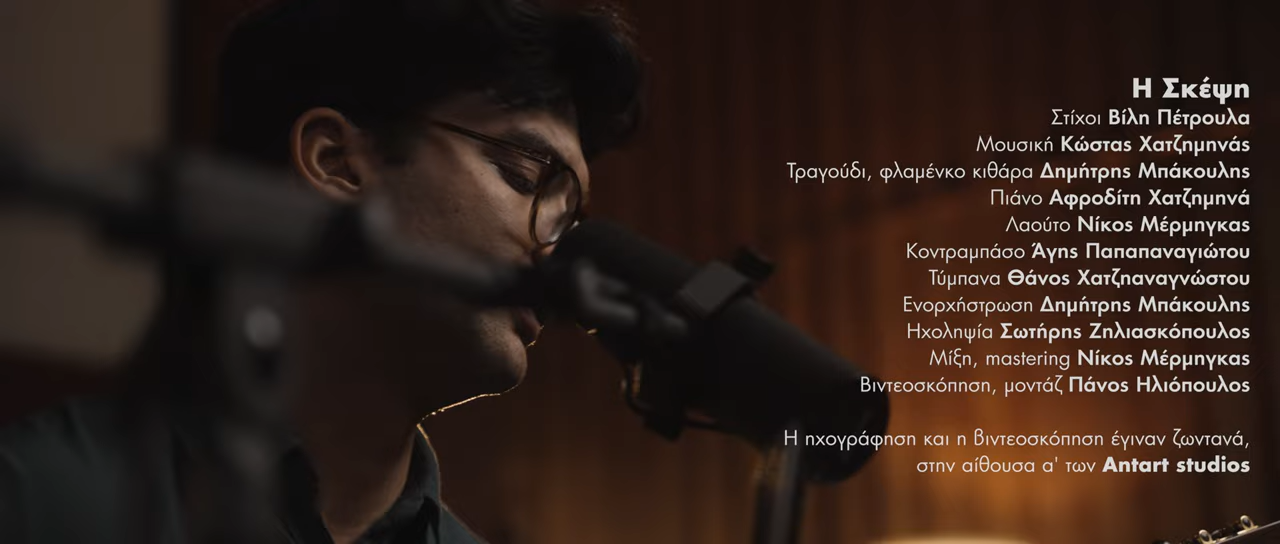 Η Σκέψη
Στίχοι Βίλη Πέτρουλα
Μουσική Κώστας Χατζημηνάς
Τραγούδι, φλαμένκο κιθάρα Δημήτρης Μπάκουλης
Πιάνο Αφροδίτη Χατζημηνά
Λαούτο Νίκος Μέρμηγκας
Κοντραμπάσο Άγης Παπαπαναγιώτου
Τύμπανα Θάνος Χατζηαναγνώστου
Ενορχήστρωση Δημήτρης Μπάκουλης
Ηχοληψία Σωτήρης Ζηλιασκόπουλος
Μίξη, mastering Νίκος Μέρμηγκας
Βιντεοσκόπηση, μοντάζ Πάνος Ηλιόπουλος
Η ηχογράφηση και η βιντεοσκόπηση έγιναν ζωντανά,
στην αίθουσα α' των Antart studios